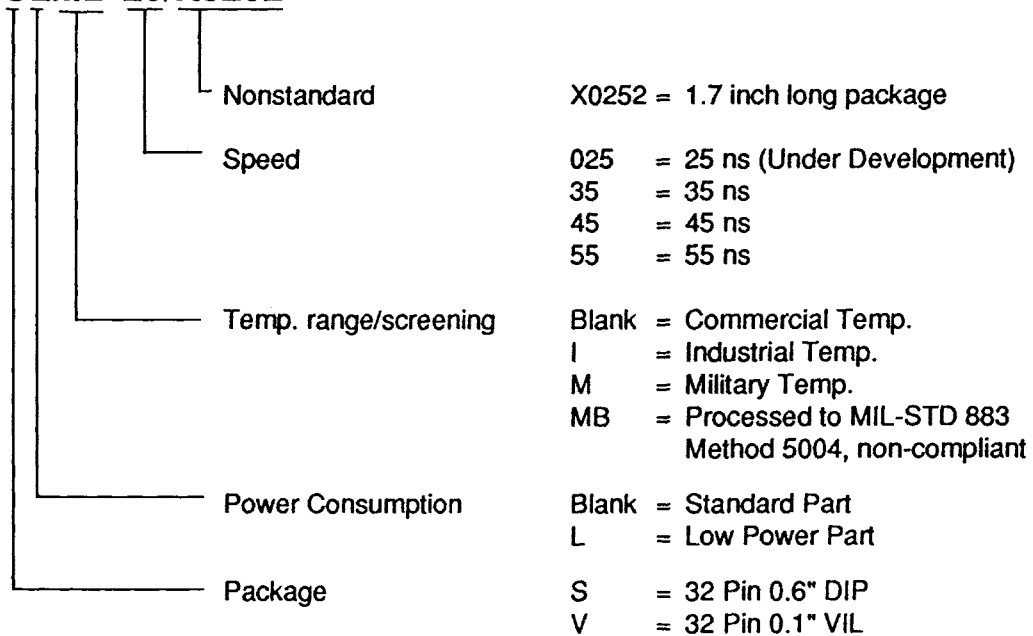 Nonstandard X0252 = 1.7 inch long package
Speed 025 = 25 ns (Under Development)
35 = 35 ns
45 = 45 ns
55 = 55 ns
Temp. range/screening Blank = Commercial Temp.
I = Industrial Temp.
M = Military Temp.
MB = Processed to MIL-STD 883
Method 5004, non-compliant
Power Consumption Blank = Standard Part
L = Low Power Part
Package S = 32 Pin 0.6" DIP
V = 32 Pin 0.1" VIL